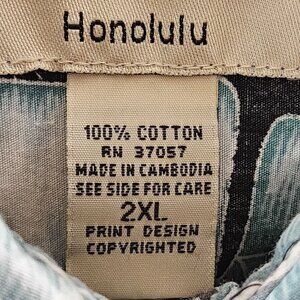 Honolulu
100% COTTON
RN 37057
MADE IN CAMBODIA
SEE SIDE FOR CARE
2XL
PRINT DESIGN
COPYRIGHTED